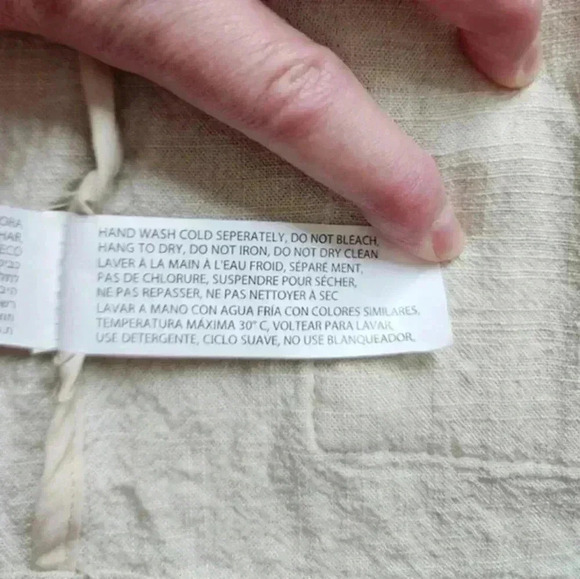 HAND WASH COLD SEPERATELY, DO NOT BLEACH,
HANG TO DRY, DO NOT IRON, DO NOT DRY CLEAN
LAVER À LA MAIN À L'EAU FROID, SÉPARÉ MENT,
PAS DE CHLORURE, SUSPENDRE POUR SÉCHER,
NE PAS REPASSER, NE PAS NETTOYER À SEC
LAVAR A MANO CON AGUA FRÍA CON COLORES SIMILARES,
TEMPERATURA MÁXIMA 30° C, VOLTEAR PARA LAVAR,
USE DETERGENTE, CICLO SUAVE, NO USE BLANQUEADOR,